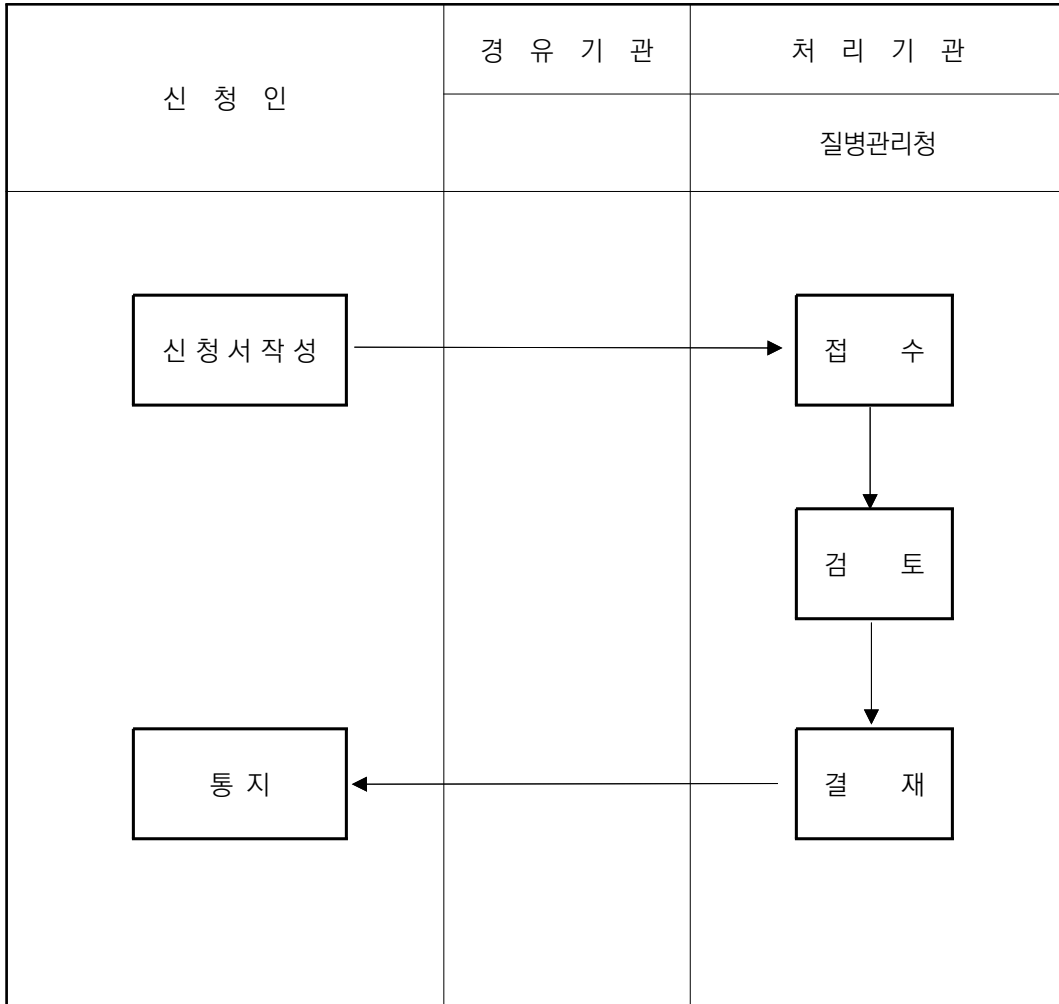 신 청 인
경 유 기 관
처 리 기 관
질병관리청
신 청 서 작 성
접 수
검 토
통 지
결 재